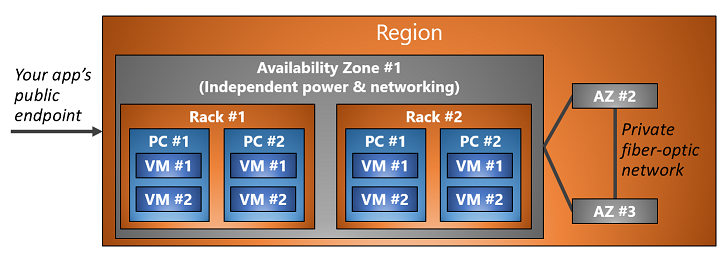 Region
Your app's
public
endpoint
Availability Zone #1
(Independent power & networking)
Rack #1
Rack #2
PC #1
PC #2
PC #1
PC #2
VM #1
VM #1
VM #1
VM #1
VM #2
VM #2
VM #2
VM #2
AZ #2
Private
fiber-optic
network
AZ #3